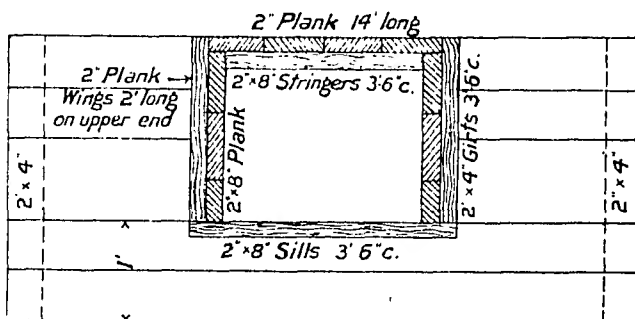 2" Plank 14' long
2" Plank
Wings 2' long
on upper end
2"×8" Stringers 3'6"c.
2"×8" Plank
2'×4" Girts 3'6"c.
2'×4"
2"×4"
1'
2"×8" Sills 3'6"c.